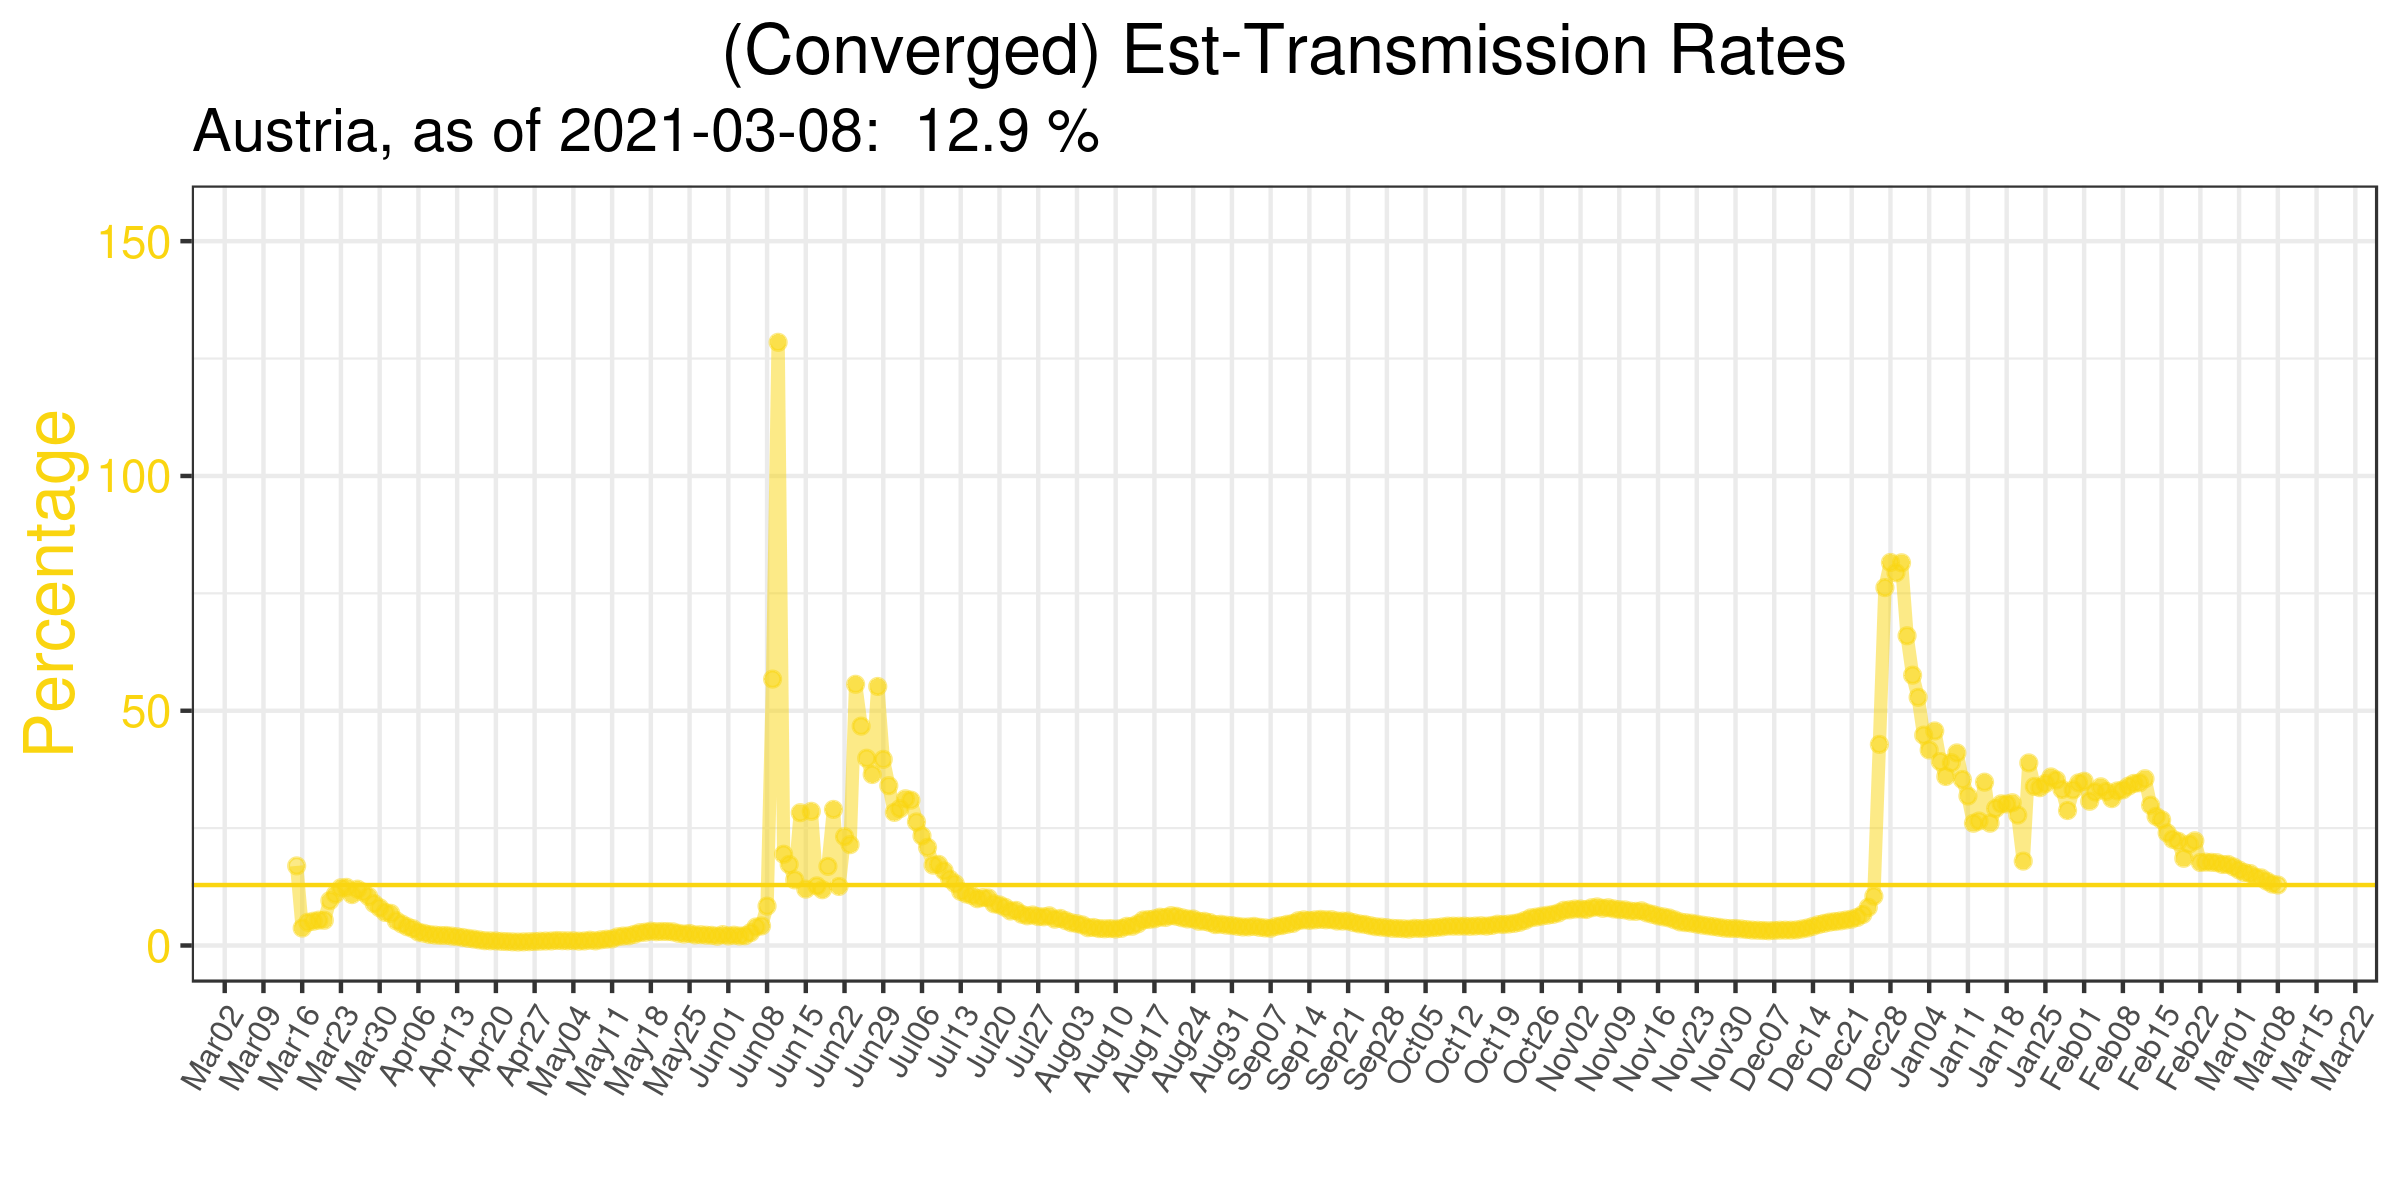 (Converged) Est-Transmission Rates
Austria, as of 2021-03-08:  12.9 %
Percentage
150
100
50
0
Mar02
Mar09
Mar16
Mar23
Mar30
Apr06
Apr13
Apr20
Apr27
May04
May11
May18
May25
Jun01
Jun08
Jun15
Jun22
Jun29
Jul06
Jul13
Jul20
Jul27
Aug03
Aug10
Aug17
Aug24
Aug31
Sep07
Sep14
Sep21
Sep28
Oct05
Oct12
Oct19
Oct26
Nov02
Nov09
Nov16
Nov23
Nov30
Dec07
Dec14
Dec21
Dec28
Jan04
Jan11
Jan18
Jan25
Feb01
Feb08
Feb15
Feb22
Mar01
Mar08
Mar15
Mar22